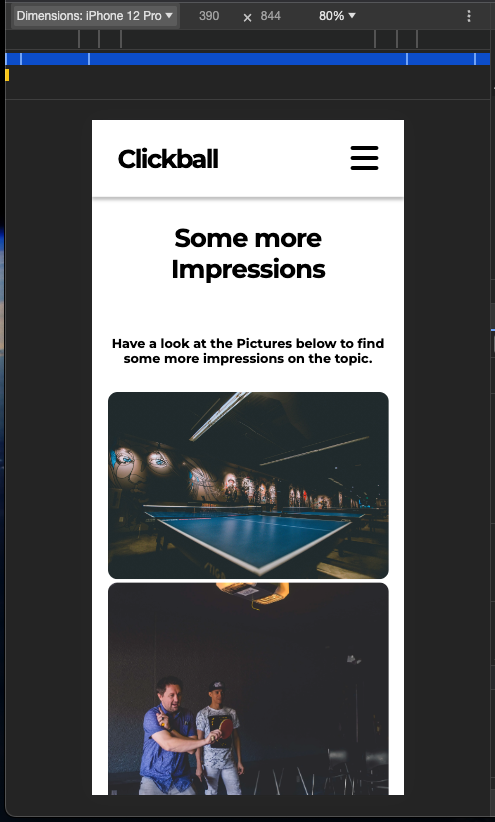 Dimensions: iPhone 12 Pro ▾ 390 × 844 80% ▾
Clickball
Some more
Impressions
Have a look at the Pictures below to find
some more impressions on the topic.